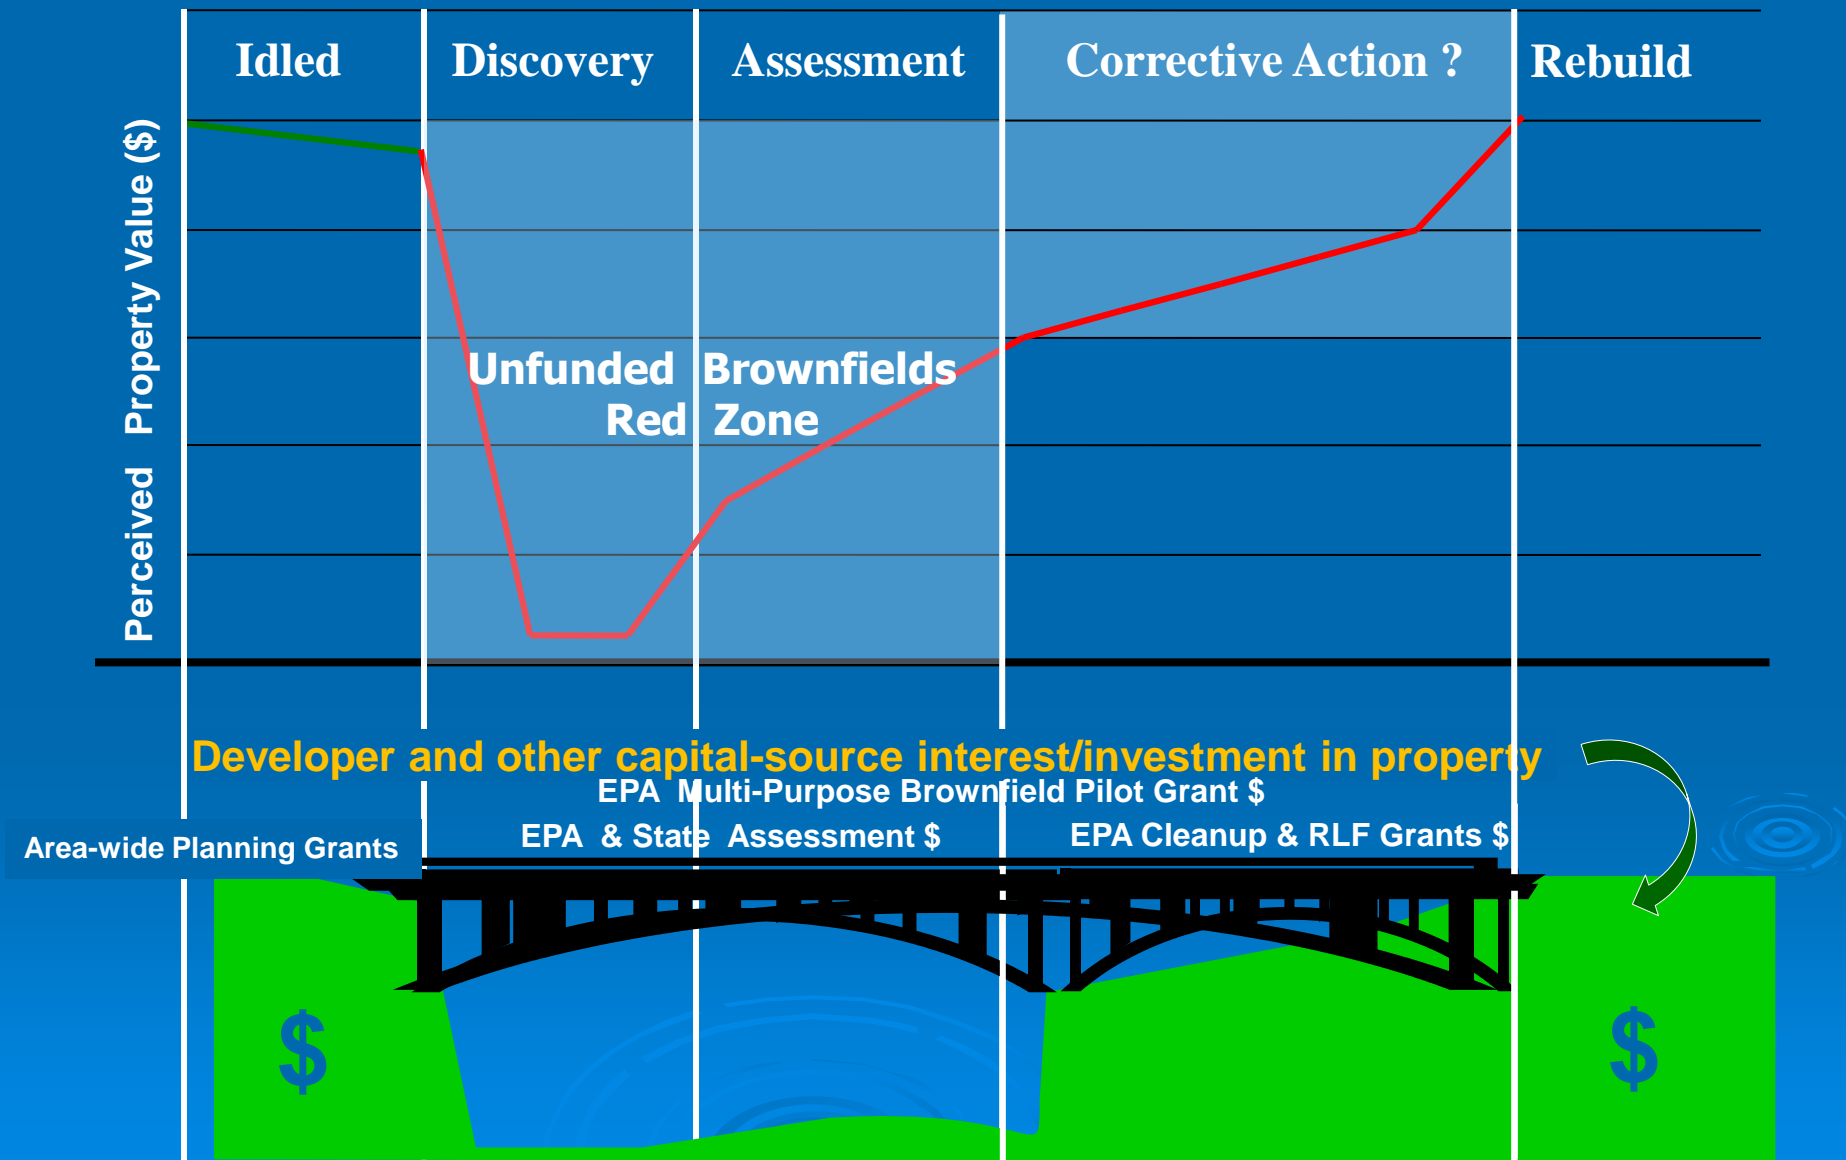 Idled
Discovery
Assessment
Corrective Action ?
Rebuild
Perceived Property Value ($)
Unfunded Brownfields
Red Zone
Developer and other capital-source interest/investment in property
EPA Multi-Purpose Brownfield Pilot Grant $
Area-wide Planning Grants
EPA & State Assessment $
EPA Cleanup & RLF Grants $
$
$